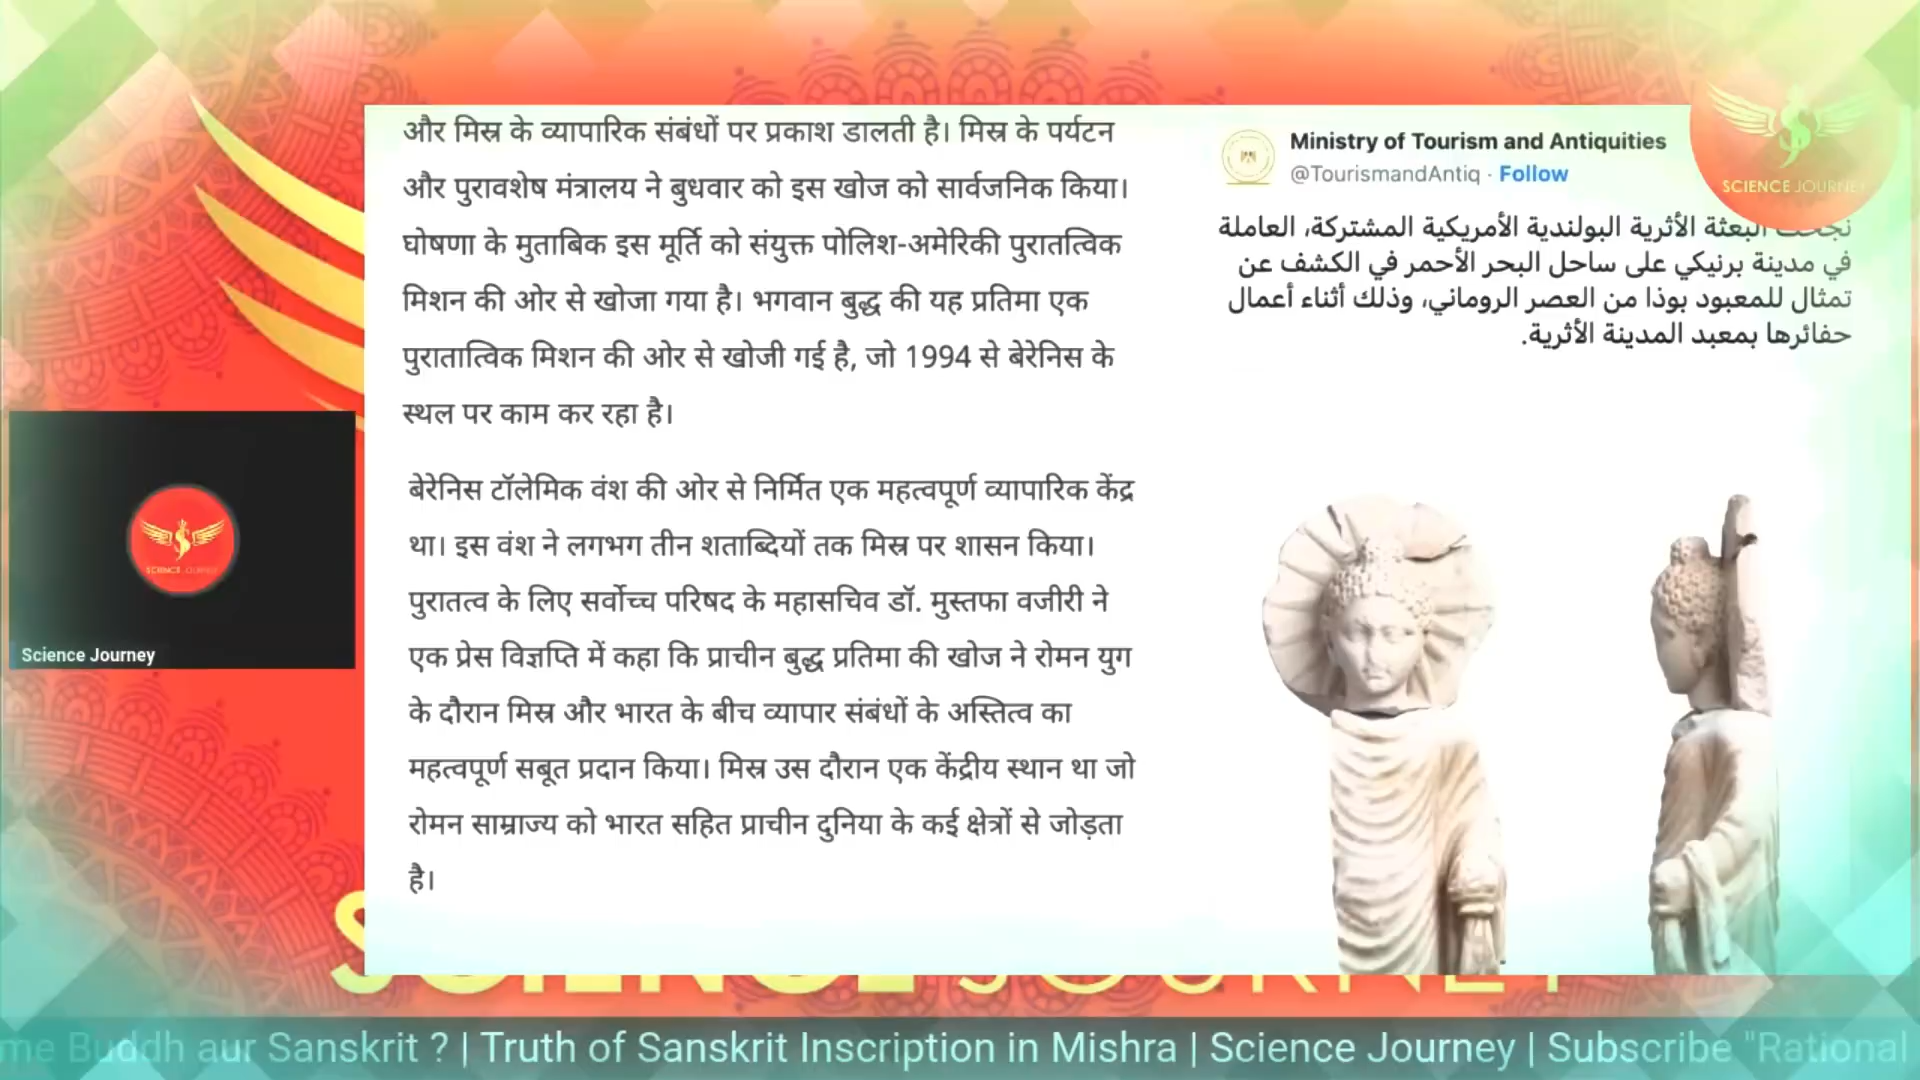 और मिस्र के व्यापारिक संबंधों पर प्रकाश डालती है। मिस्र के पर्यटन
और पुरावशेष मंत्रालय ने बुधवार को इस खोज को सार्वजनिक किया।
घोषणा के मुताबिक इस मूर्ति को संयुक्त पोलिश-अमेरिकी पुरातत्विक
मिशन की ओर से खोजा गया है। भगवान बुद्ध की यह प्रतिमा एक
पुरातात्विक मिशन की ओर से खोजी गई है, जो 1994 से बेरेनिस के
स्थल पर काम कर रहा है।
बेरेनिस टॉलेमिक वंश की ओर से निर्मित एक महत्वपूर्ण व्यापारिक केंद्र
था। इस वंश ने लगभग तीन शताब्दियों तक मिस्र पर शासन किया।
पुरातत्व के लिए सर्वोच्च परिषद के महासचिव डॉ. मुस्तफा वजीरी ने
एक प्रेस विज्ञप्ति में कहा कि प्राचीन बुद्ध प्रतिमा की खोज ने रोमन युग
के दौरान मिस्र और भारत के बीच व्यापार संबंधों के अस्तित्व का
महत्वपूर्ण सबूत प्रदान किया। मिस्र उस दौरान एक केंद्रीय स्थान था जो
रोमन साम्राज्य को भारत सहित प्राचीन दुनिया के कई क्षेत्रों से जोड़ता
है।
Ministry of Tourism and Antiquities
@TourismandAntiq · Follow
نجحت البعثة الأثرية البولندية الأمريكية المشتركة، العاملة
في مدينة برنيكي على ساحل البحر الأحمر في الكشف عن
تمثال للمعبود بوذا من العصر الروماني، وذلك أثناء أعمال
حفائرها بمعبد المدينة الأثرية.
SCIENCE JOURNEY
SCIENCE JOURNEY
Science Journey
SCIENCE JOURNEY
me Buddh aur Sanskrit ? | Truth of Sanskrit Inscription in Mishra | Science Journey | Subscribe "Rational